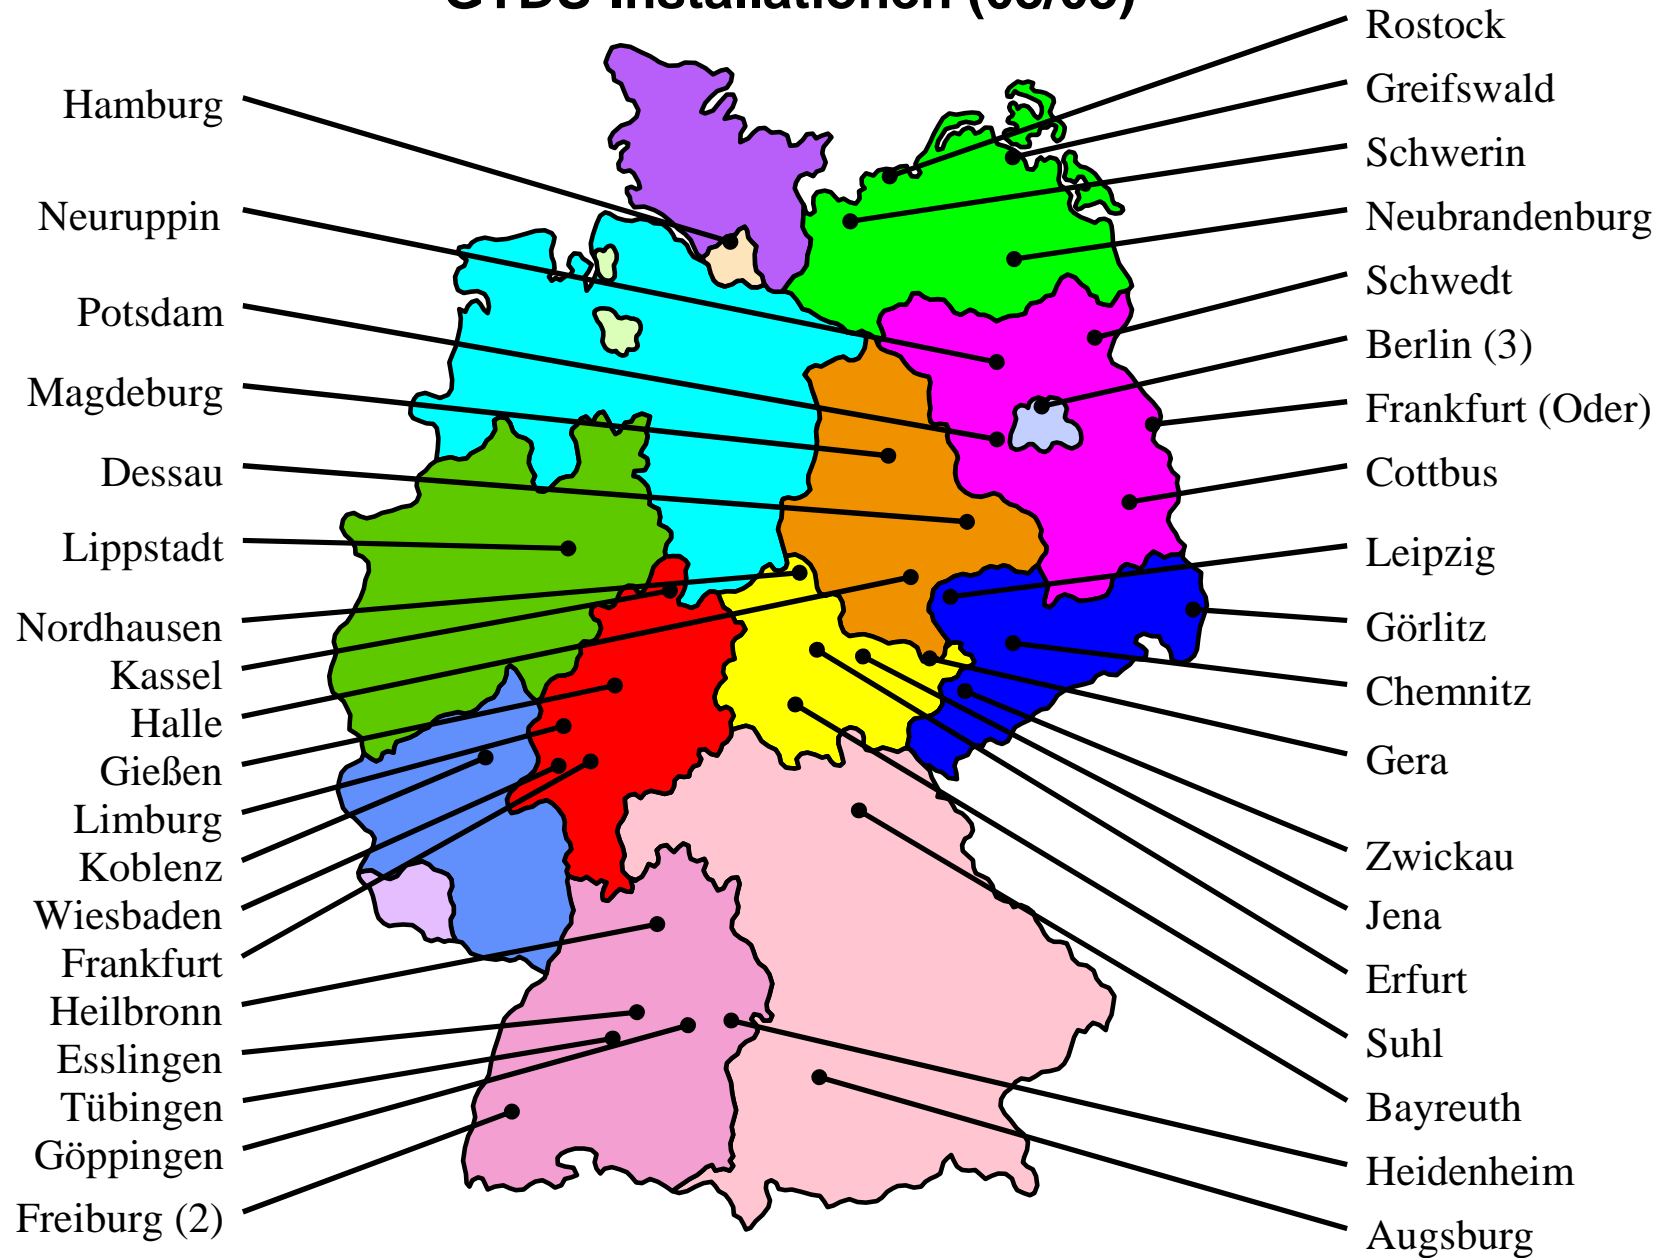 Installationen
Hamburg
Neuruppin
Potsdam
Magdeburg
Dessau
Lippstadt
Nordhausen
Kassel
Halle
Gießen
Limburg
Koblenz
Wiesbaden
Frankfurt
Heilbronn
Esslingen
Tübingen
Göppingen
Freiburg (2)
Rostock
Greifswald
Schwerin
Neubrandenburg
Schwedt
Berlin (3)
Frankfurt (Oder)
Cottbus
Leipzig
Görlitz
Chemnitz
Gera
Zwickau
Jena
Erfurt
Suhl
Bayreuth
Heidenheim
Augsburg